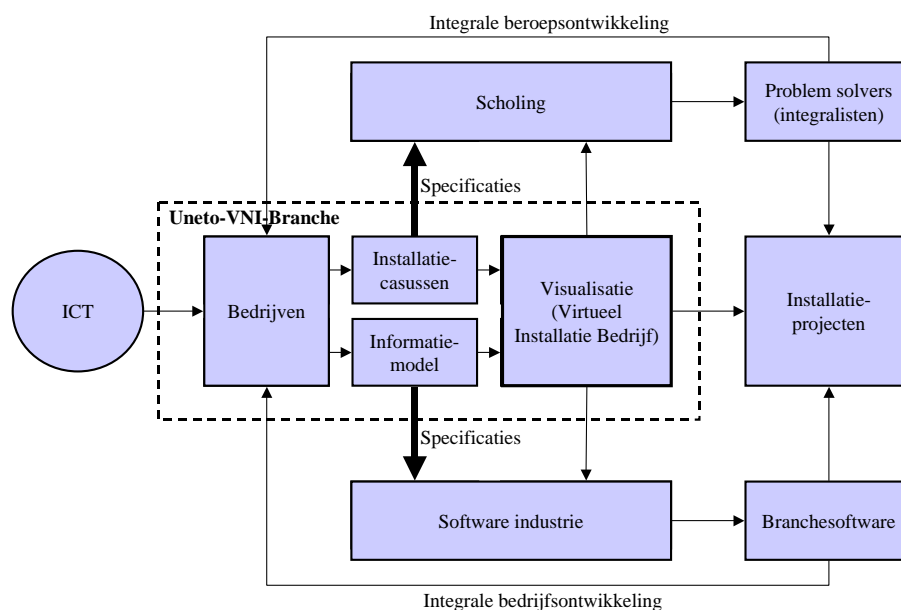 Integrale beroepsontwikkeling
Scholing
Problem solvers
(integralisten)
Specificaties
Uneto-VNI-Branche
ICT
Bedrijven
Installatie-
casussen
Informatie-
model
Visualisatie
(Virtueel
Installatie Bedrijf)
Installatie-
projecten
Specificaties
Software industrie
Branchesoftware
Integrale bedrijfsontwikkeling